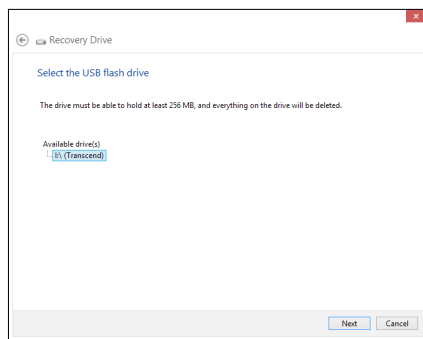 Recovery Drive
Select the USB flash drive
The drive must be able to hold at least 256 MB, and everything on the drive will be deleted.
Available drive(s)
I:\ (Transcend)
Next
Cancel